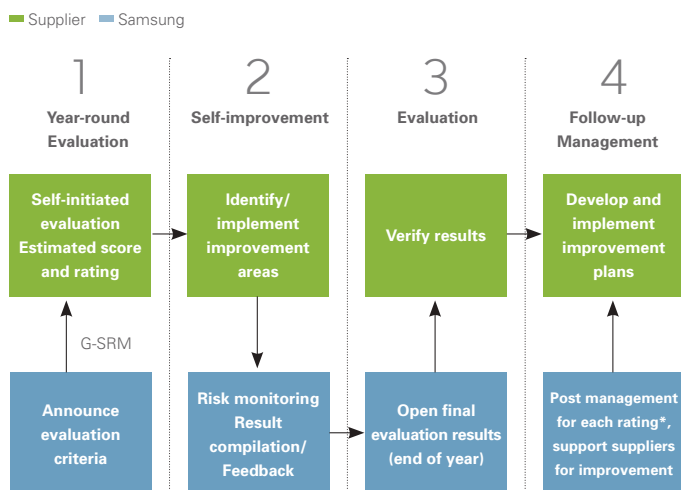 Supplier Samsung
1
Year-round
Evaluation
2
Self-improvement
3
Evaluation
4
Follow-up
Management
Self-initiated
evaluation
Estimated score
and rating
Identify/
implement
improvement
areas
Verify results
Develop and
implement
improvement
plans
G-SRM
Announce
evaluation
criteria
Risk monitoring
Result
compilation/
Feedback
Open final
evaluation results
(end of year)
Post management
for each rating*,
support suppliers
for improvement